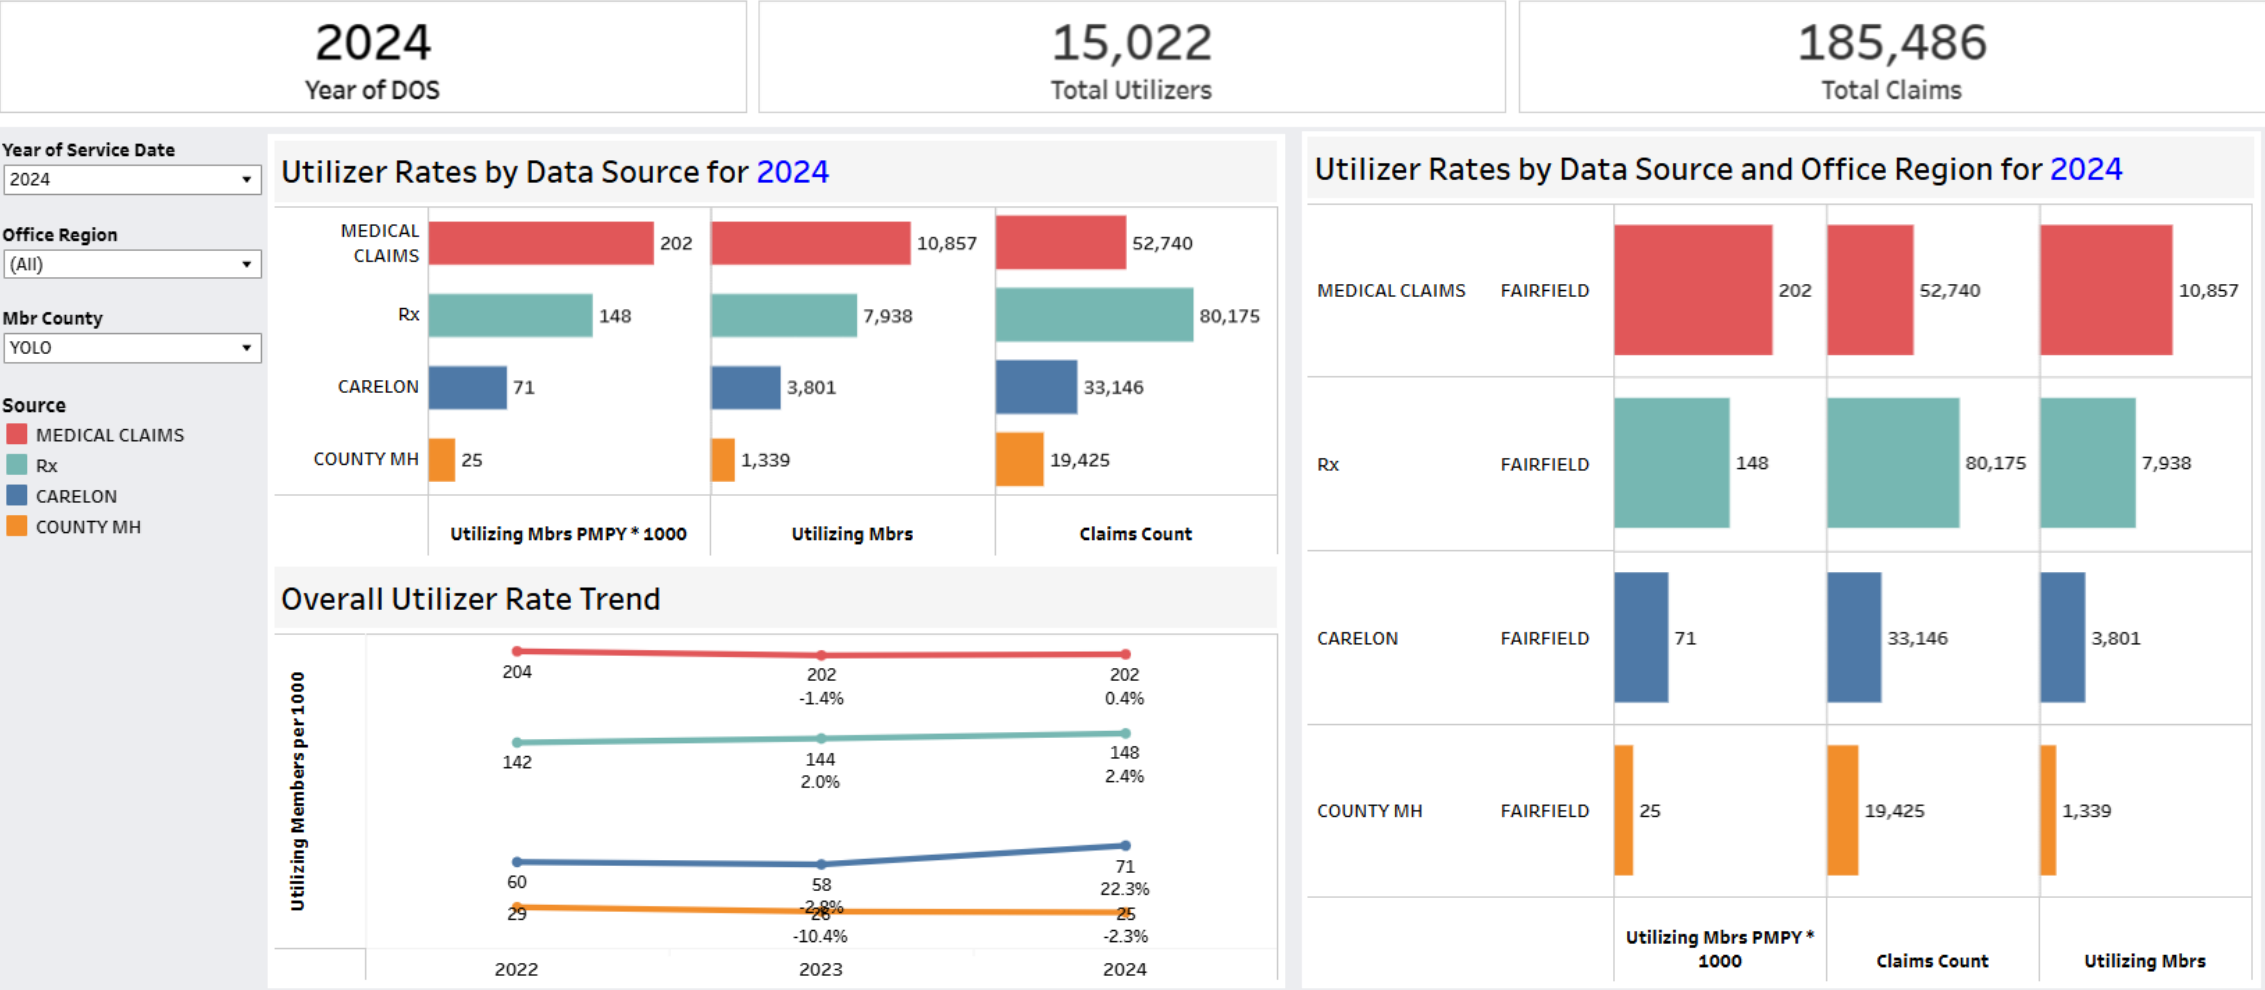 2024
Year of DOS
15,022
Total Utilizers
185,486
Total Claims
Year of Service Date
2024
Office Region
(All)
Mbr County
YOLO
Source
MEDICAL CLAIMS
Rx
CARELON
COUNTY MH
Utilizer Rates by Data Source for 2024
MEDICAL
CLAIMS
202
10,857
52,740
Rx
148
7,938
80,175
CARELON
71
3,801
33,146
COUNTY MH
25
1,339
19,425
Utilizing Mbrs PMPY * 1000
Utilizing Mbrs
Claims Count
Overall Utilizer Rate Trend
Utilizing Members per 1000
204
202
-1.4%
202
0.4%
142
144
2.0%
148
2.4%
60
58
-2.8%
71
22.3%
29
26
-10.4%
25
-2.3%
2022
2023
2024
Utilizer Rates by Data Source and Office Region for 2024
MEDICAL CLAIMS
FAIRFIELD
202
52,740
10,857
Rx
FAIRFIELD
148
80,175
7,938
CARELON
FAIRFIELD
71
33,146
3,801
COUNTY MH
FAIRFIELD
25
19,425
1,339
Utilizing Mbrs PMPY *
1000
Claims Count
Utilizing Mbrs